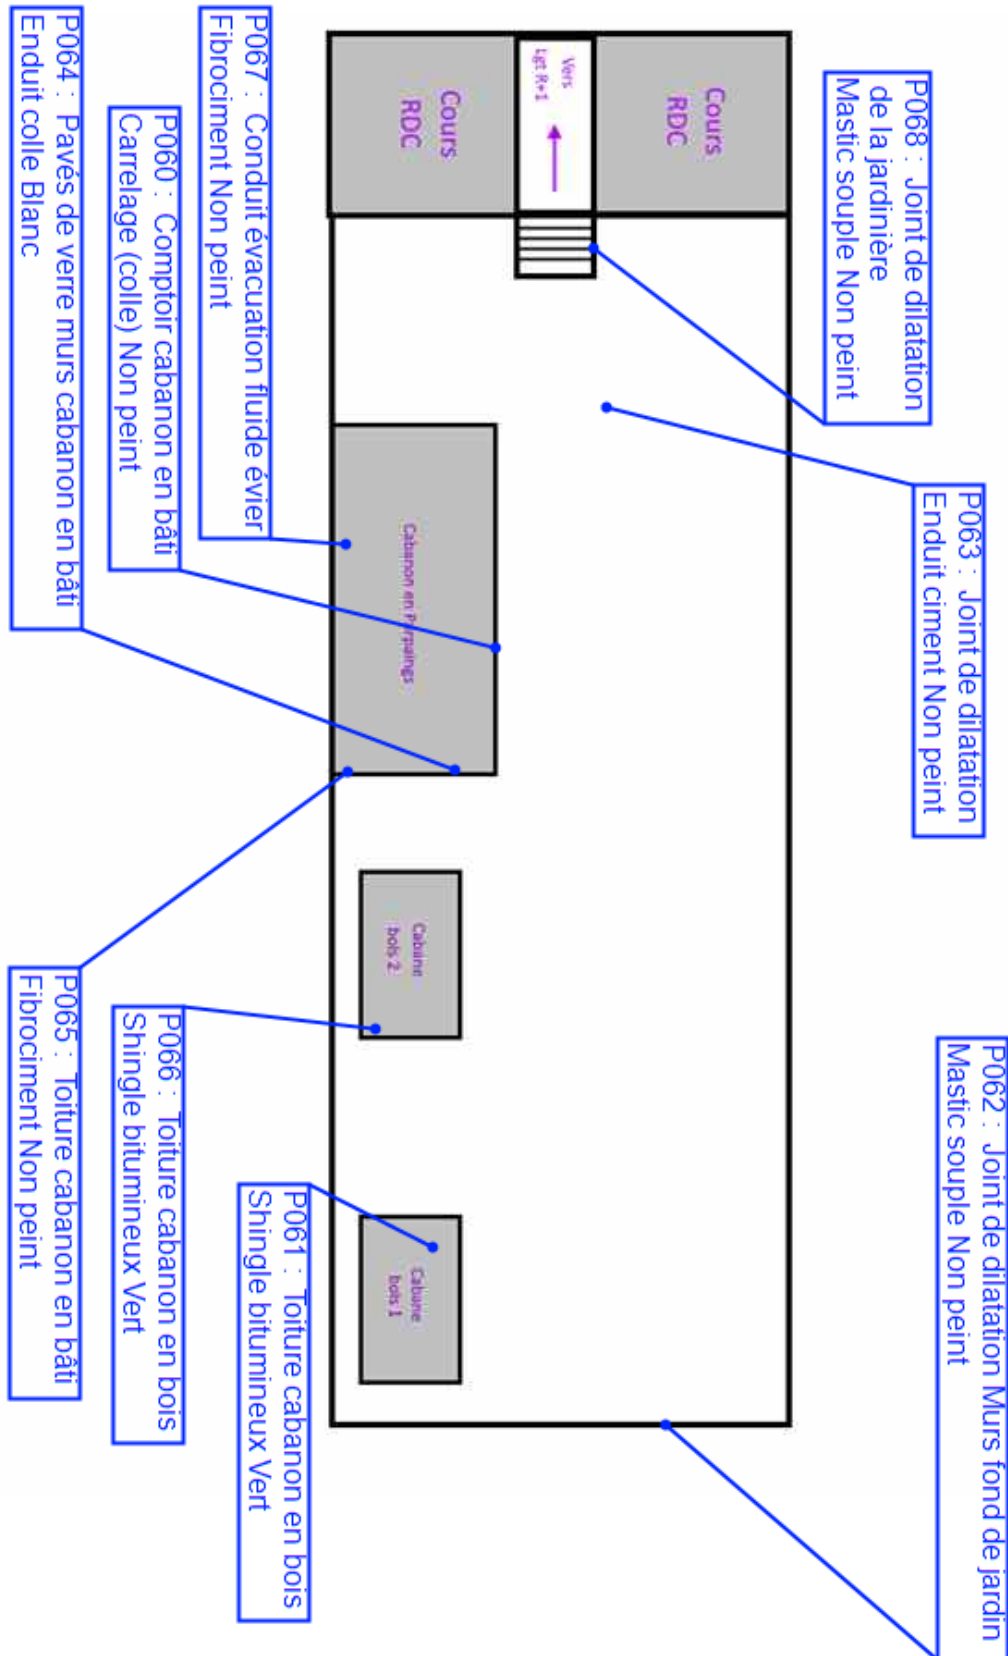 P068 : Joint de dilatation
de la jardinière
Mastic souple Non peint
P063 : Joint de dilatation
Enduit ciment Non peint
P062 : Joint de dilatation Murs fond de jardin
Mastic souple Non peint
Cours
RDC
Vers
Lgt R+1
Cours
RDC
Cabanon en Parpaings
Cabane
bois 2
Cabane
bois 1
P067 : Conduit évacuation fluide évier
Fibrociment Non peint
P060 : Comptoir cabanon en bâti
Carrelage (colle) Non peint
P064 : Pavés de verre murs cabanon en bâti
Enduit colle Blanc
P061 : Toiture cabanon en bois
Shingle bitumineux Vert
P066 : Toiture cabanon en bois
Shingle bitumineux Vert
P065 : Toiture cabanon en bâti
Fibrociment Non peint